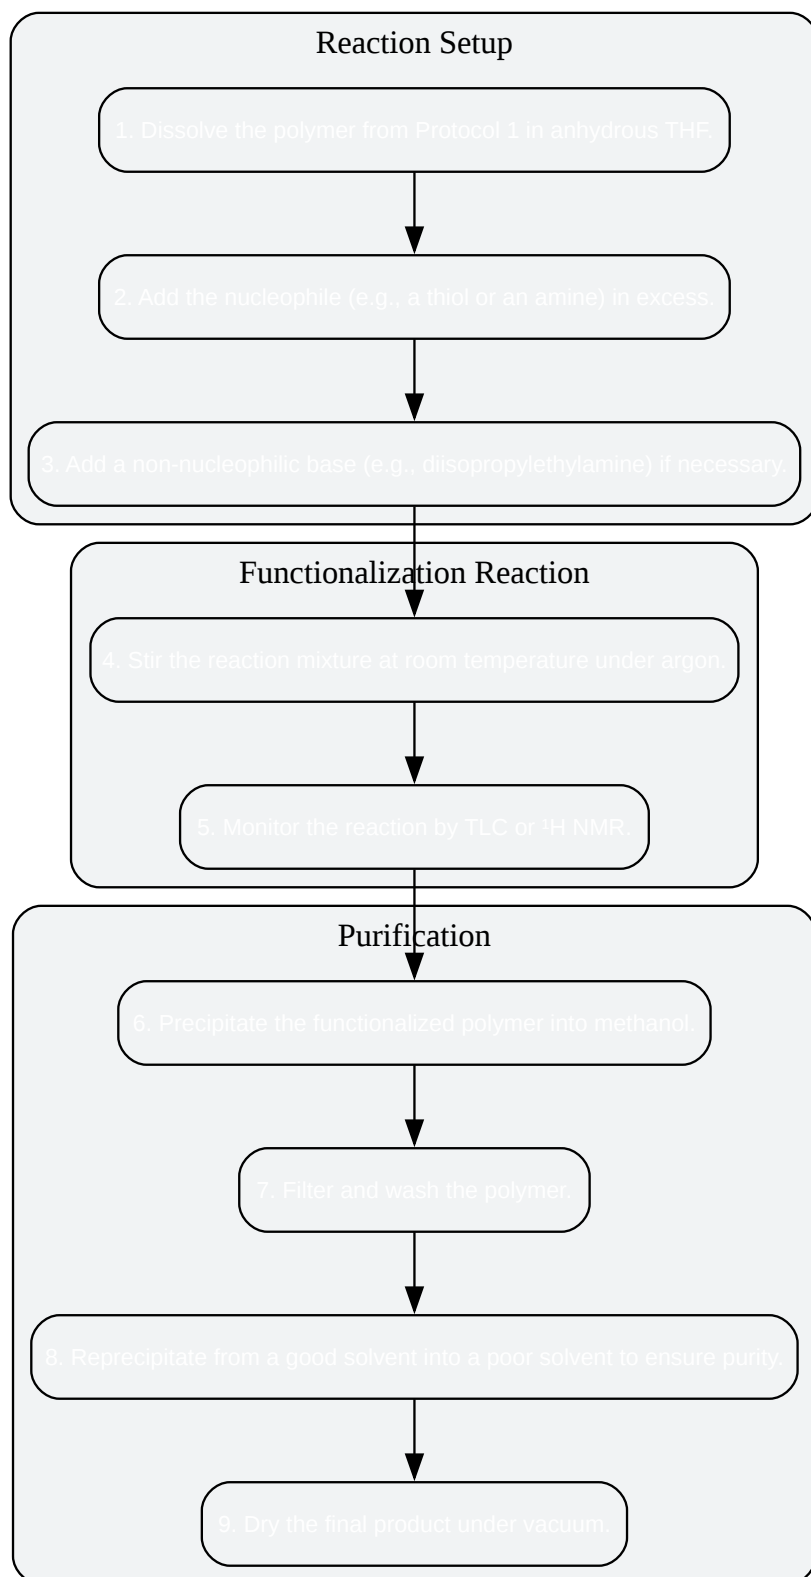 Reaction Setup
1. Dissolve the polymer from Protocol 1 in anhydrous THF.
2. Add the nucleophile (e.g., a thiol or an amine) in excess.
3. Add a non-nucleophilic base (e.g., diisopropylethylamine) if necessary.
Functionalization Reaction
4. Stir the reaction mixture at room temperature under argon.
5. Monitor the reaction by TLC or ¹H NMR.
Purification
6. Precipitate the functionalized polymer into methanol.
7. Filter and wash the polymer.
8. Reprecipitate from a good solvent into a poor solvent to ensure purity.
9. Dry the final product under vacuum.